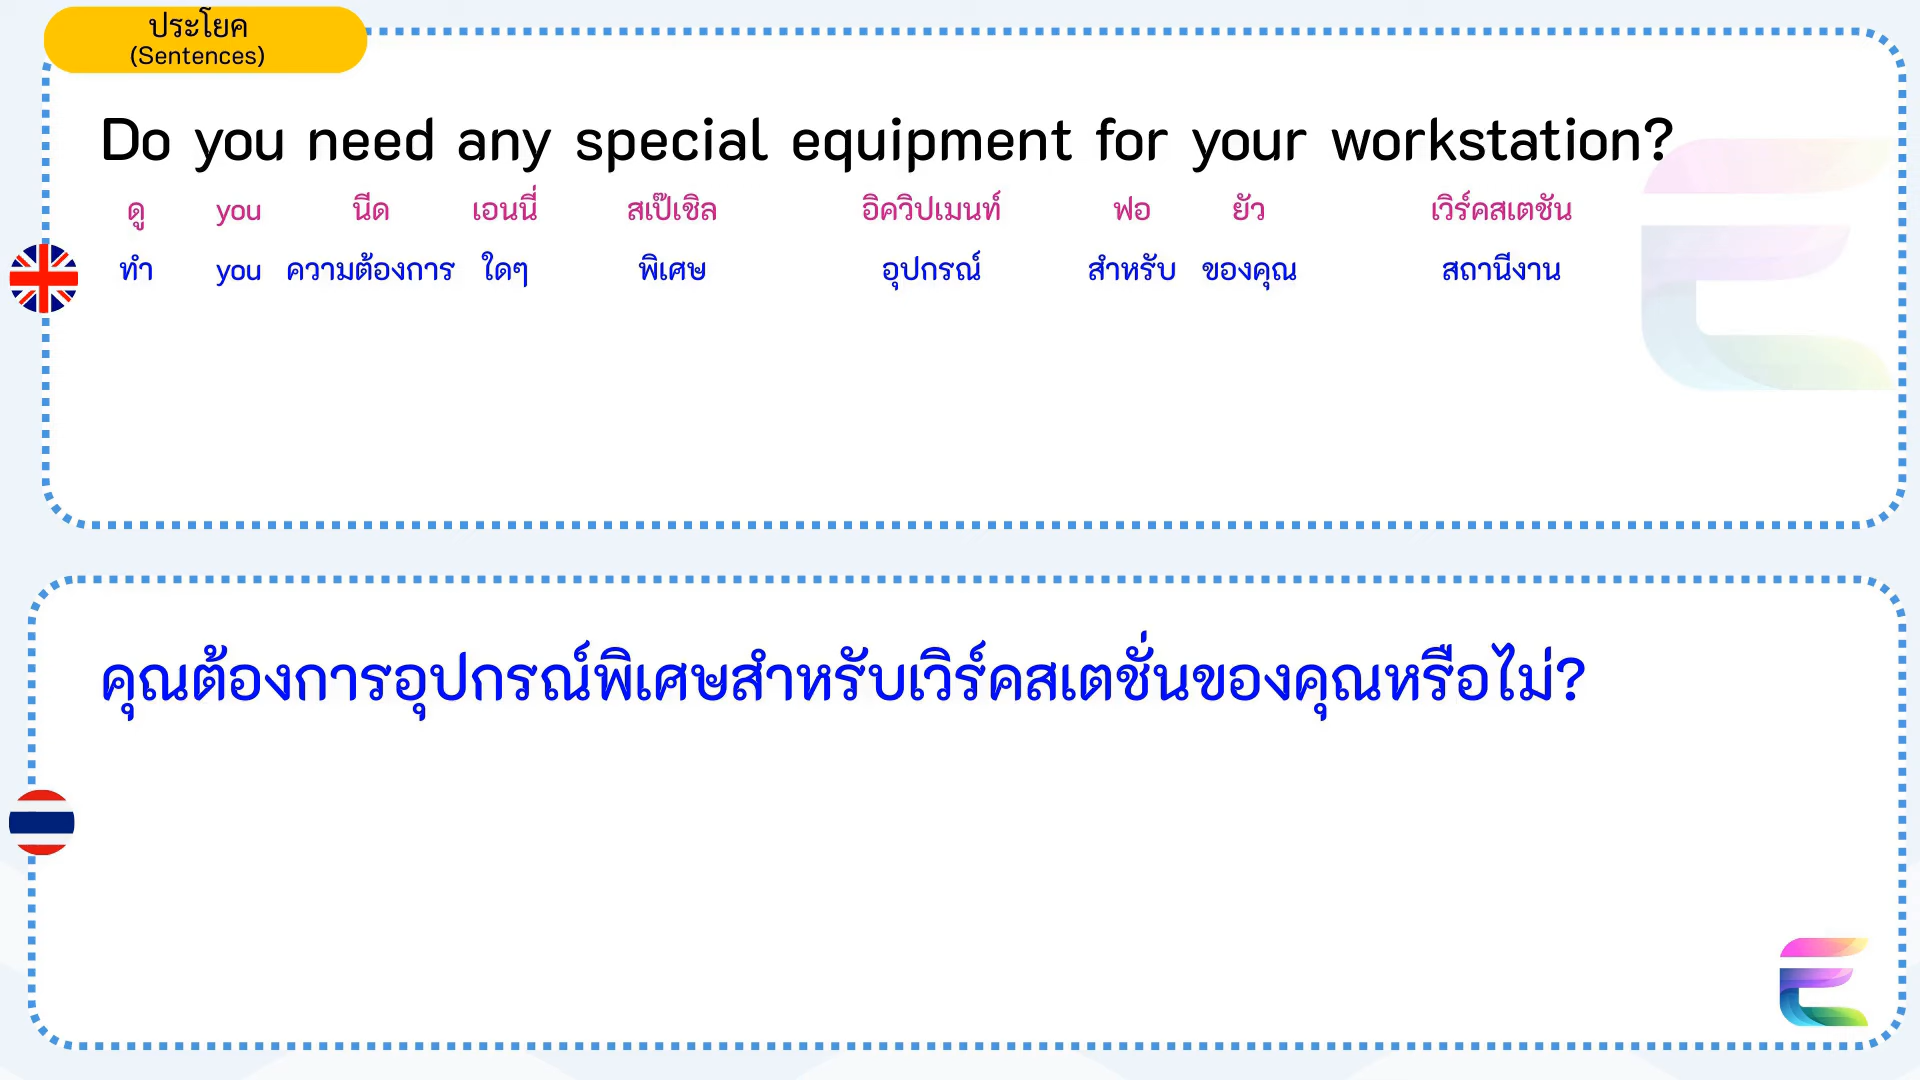 ประโยค
(Sentences)
Do you need any special equipment for your workstation?
ดู you นีด เอนนี่ สเป๊เชิล อิควิปเมนท์ ฟอ ยัว เวิร์คสเตชัน
ทำ you ความต้องการ ใดๆ พิเศษ อุปกรณ์ สำหรับ ของคุณ สถานีงาน
คุณต้องการอุปกรณ์พิเศษสำหรับเวิร์คสเตชั่นของคุณหรือไม่?